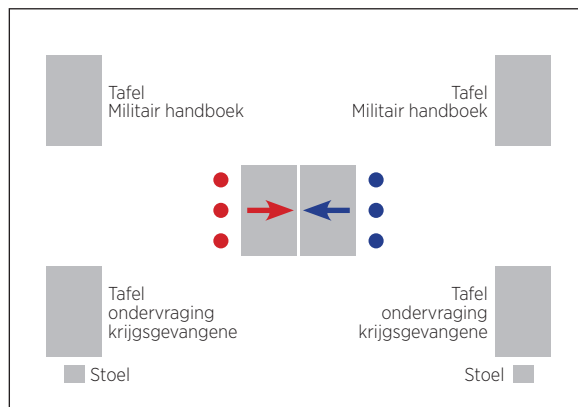 Tafel
Militair handboek
Tafel
Militair handboek
Tafel
ondervraging
krijgsgevangene
Tafel
ondervraging
krijgsgevangene
Stoel
Stoel